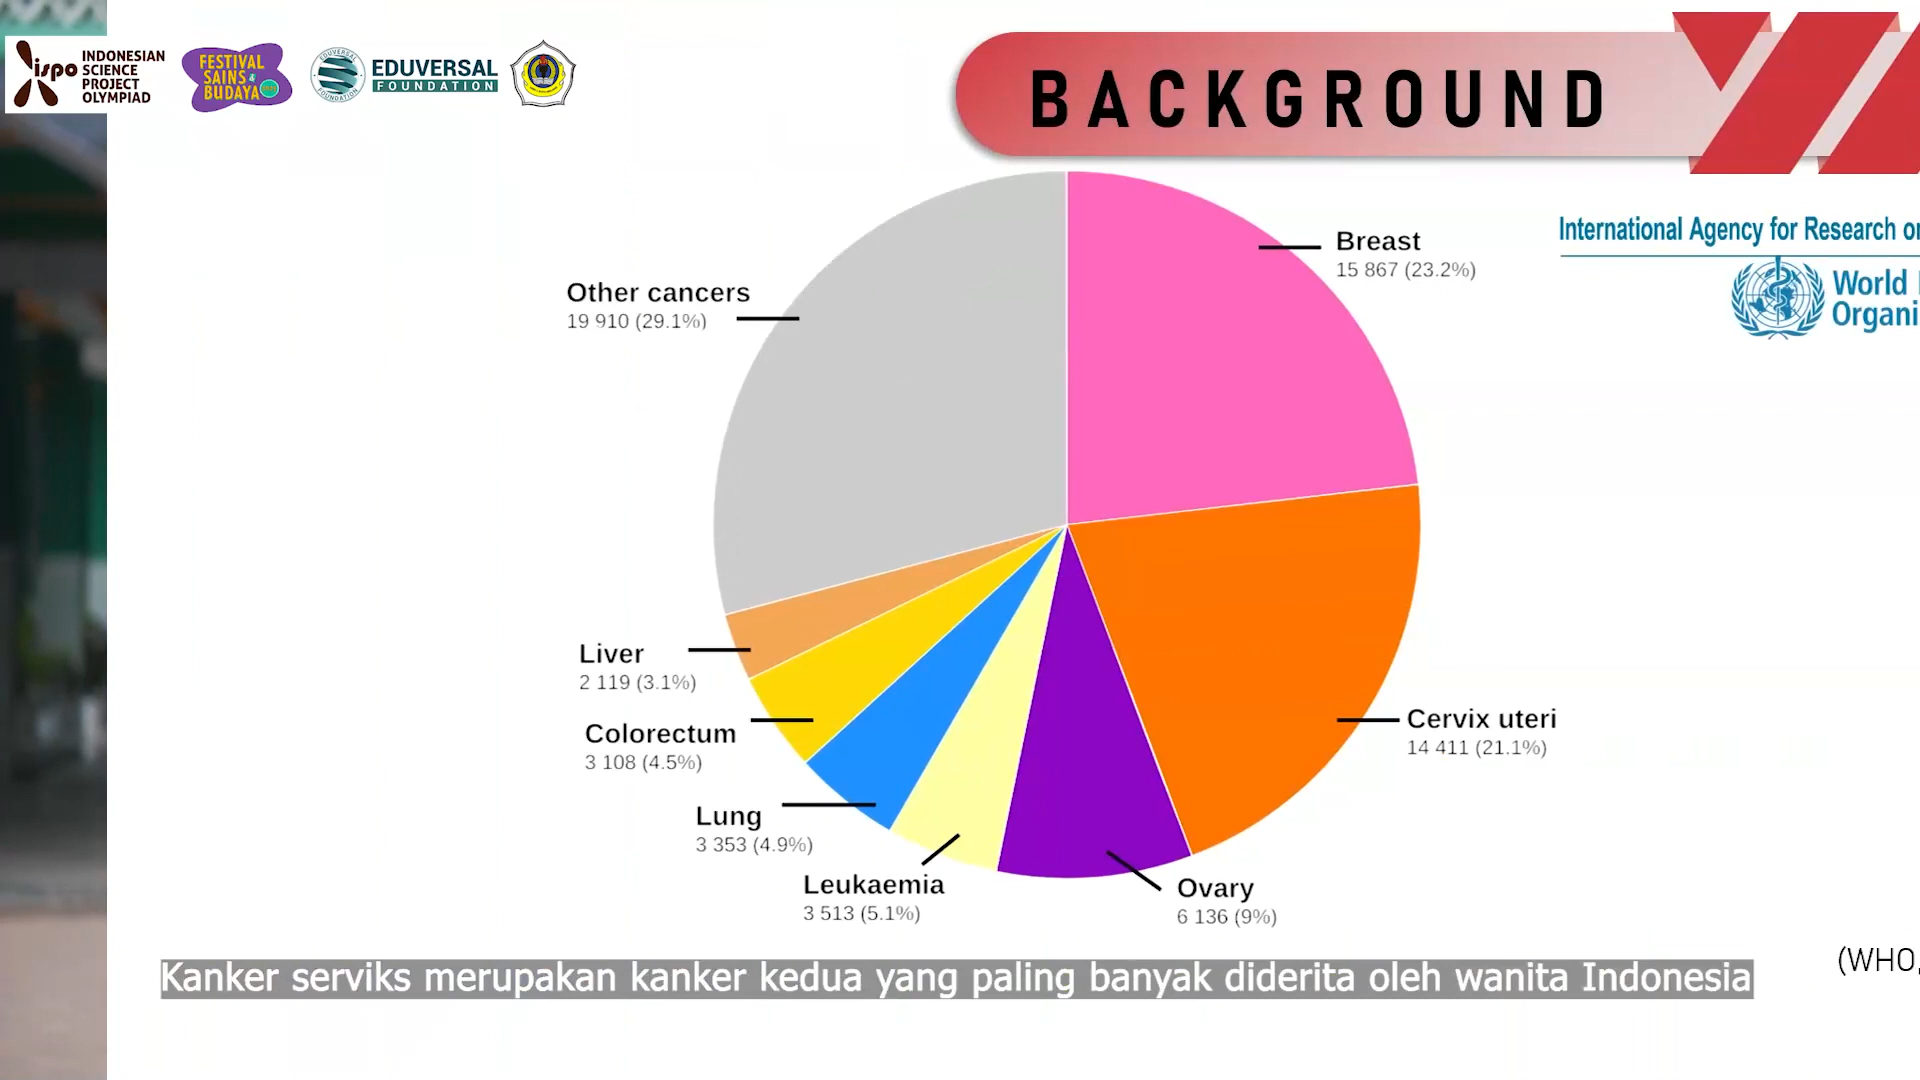 ispo
INDONESIAN
SCIENCE
PROJECT
OLYMPIAD
FESTIVAL
SAINS &
BUDAYA
EDUVERSAL
FOUNDATION
BACKGROUND
International Agency for Research
World
Breast
15 867 (23.2%)
Other cancers
19 910 (29.1%)
Liver
2 119 (3.1%)
Colorectum
3 108 (4.5%)
Lung
3 353 (4.9%)
Leukaemia
3 513 (5.1%)
Ovary
6 136 (9%)
Cervix uteri
14 411 (21.1%)
(WHO,
Kanker serviks merupakan kanker kedua yang paling banyak diderita oleh wanita Indonesia